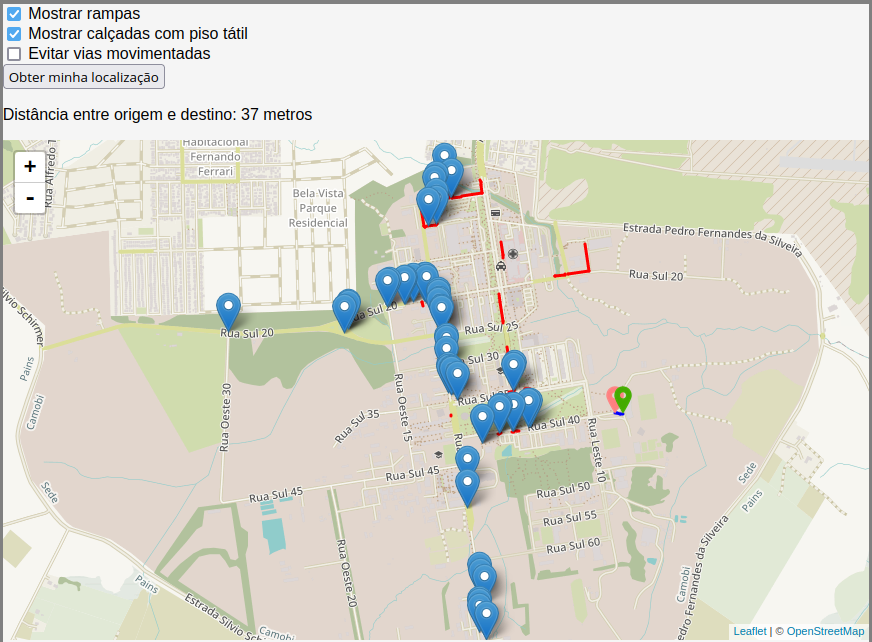 Mostrar rampas
Mostrar calçadas com piso tátil
Evitar vias movimentadas
Obter minha localização
Distância entre origem e destino: 37 metros
+
-
Habitacional
Fernando
Ferrari
Rua Alfredo
Bela Vista
Parque
Residencial
Estrada Pedro Fernandes da Silveira
Rua Sul 20
Rua Sul 20
Sul 20
Rua Sul 25
Sul 30
Silvio Schirmer
Pains
Camobi
Rua Oeste 30
Rua Oeste 15
Rua Sul 35
Rua Sul
Rua Sul 40
Rua Leste 10
Rua
Rua Sul 45
Rua Sul 45
Sede
Rua Sul 50
Rua Sul 55
Rua Sul 60
Sede
Pains
Rua Oeste 20
Pains
Camobi
Estrada Silvio
Camobi
Pedro Fernandes da Silveira
Leaflet | © OpenStreetMap